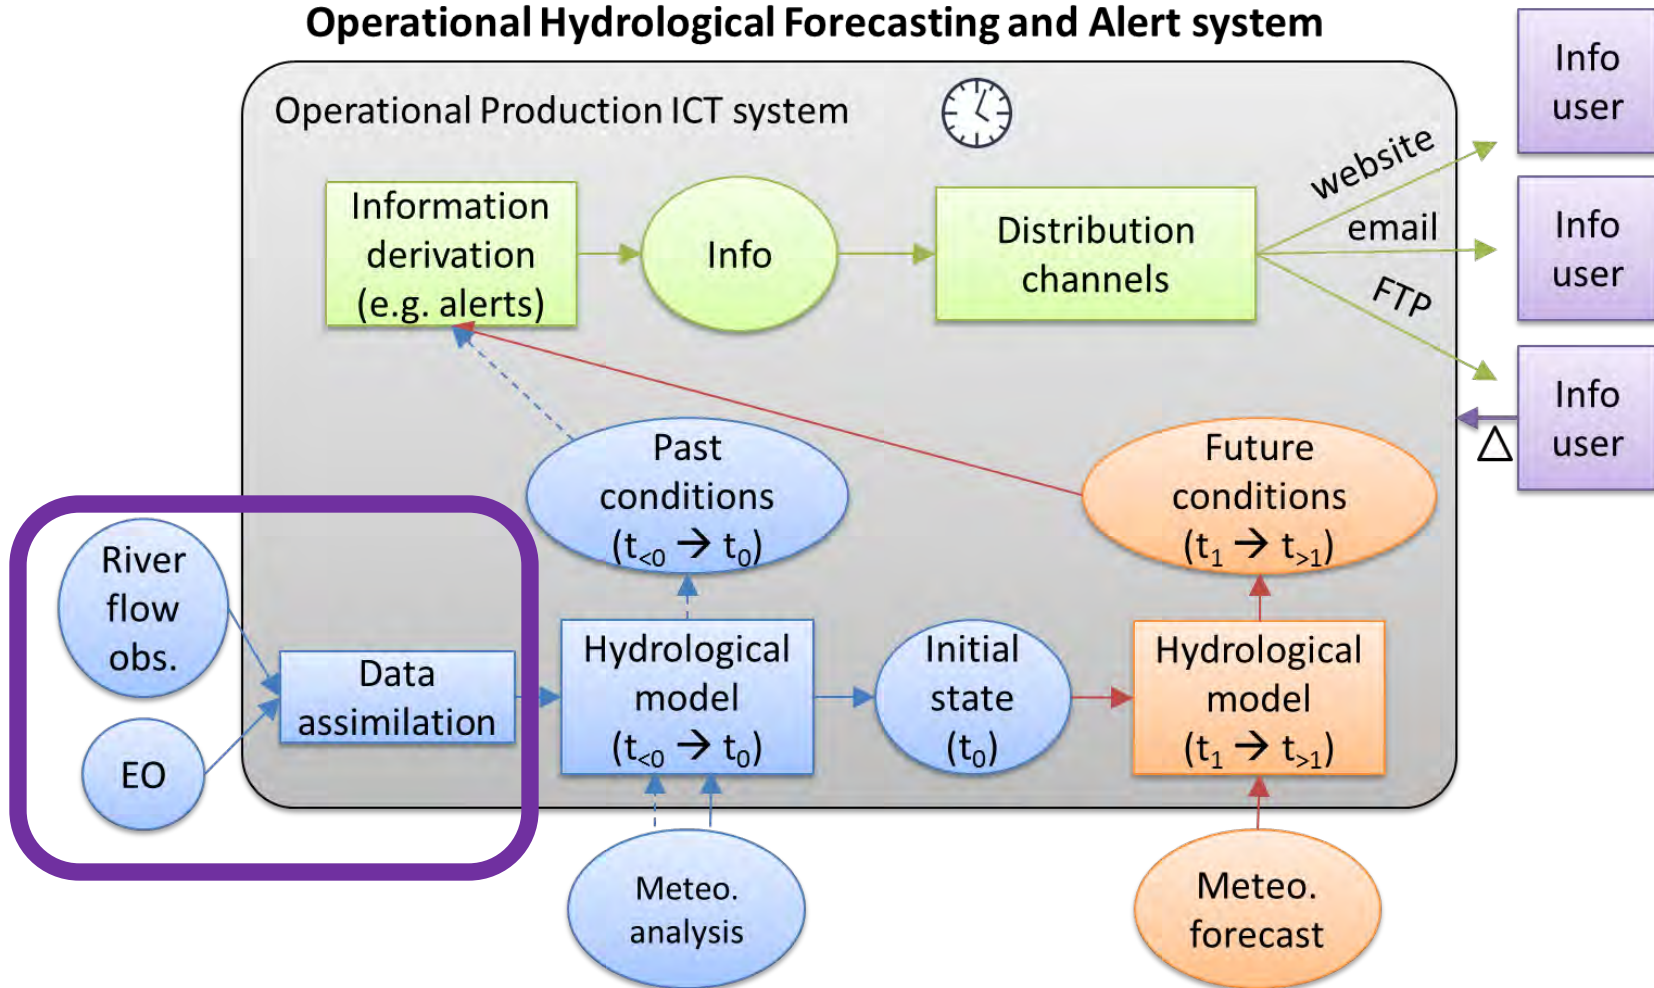 Operational Hydrological Forecasting and Alert system
Operational Production ICT system
Information
derivation
(e.g. alerts)
Info
Distribution
channels
website
email
FTP
Info
user
Info
user
Info
user
Δ
Past
conditions
(t<0 → t0)
Future
conditions
(t1 → t>1)
River
flow
obs.
EO
Data
assimilation
Hydrological
model
(t<0 → t0)
Initial
state
(t0)
Hydrological
model
(t1 → t>1)
Meteo.
analysis
Meteo.
forecast